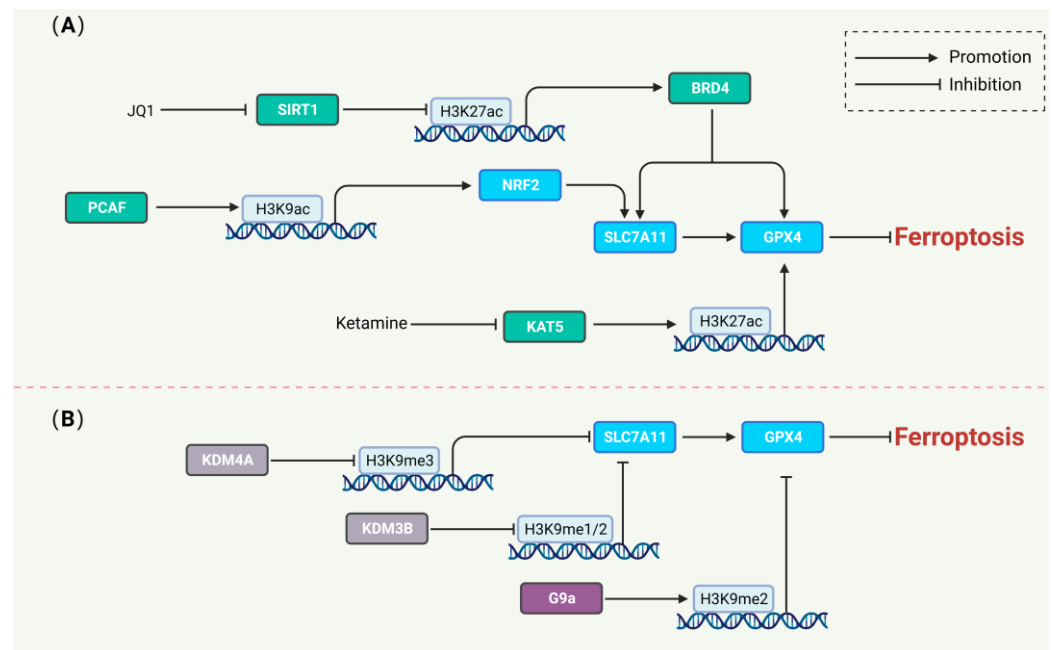 (A)
Promotion
Inhibition
BRD4
JQ1
SIRT1
H3K27ac
NRF2
PCAF
H3K9ac
SLC7A11
GPX4
Ferroptosis
Ketamine
KAT5
H3K27ac
(B)
SLC7A11
GPX4
Ferroptosis
KDM4A
H3K9me3
KDM3B
H3K9me1/2
G9a
H3K9me2